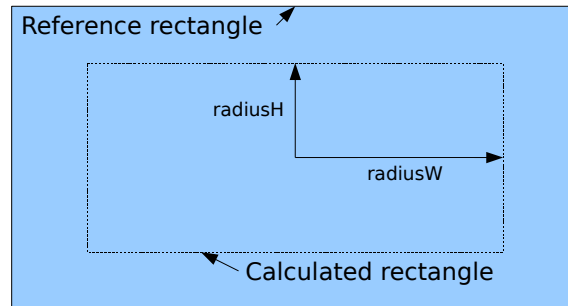 Reference rectangle
radiusH
radiusW
Calculated rectangle